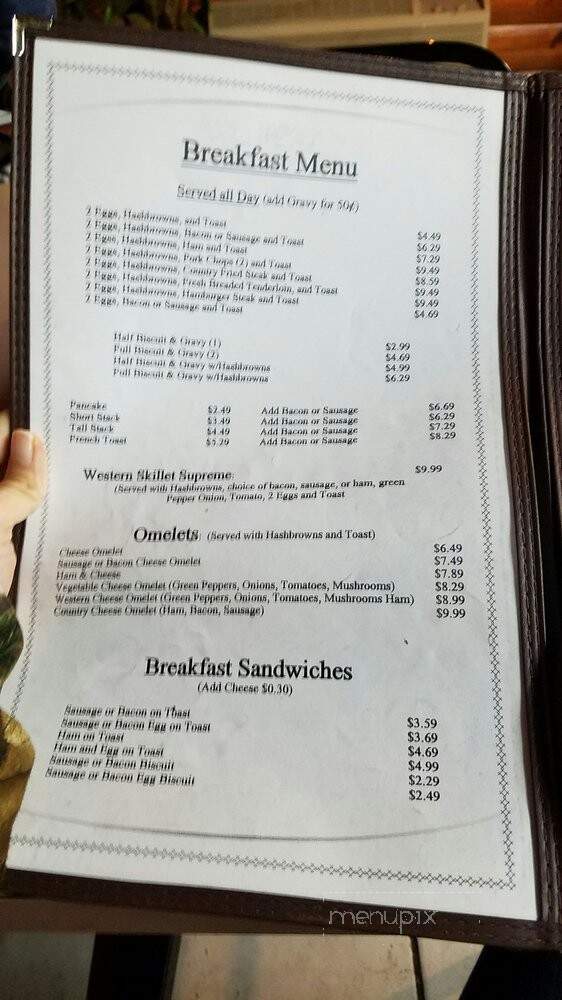 Breakfast Menu
Served all Day (add Gravy for 50¢)
2 Eggs, Hashbrowns, and Toast $4.49
2 Eggs, Hashbrowns, Bacon or Sausage and Toast $6.29
2 Eggs, Hashbrowns, Ham and Toast $7.29
2 Eggs, Hashbrowns, Pork Chops (2) and Toast $9.49
2 Eggs, Hashbrowns, Country Fried Steak and Toast $8.59
2 Eggs, Hashbrowns, Fresh Breaded Tenderloin, and Toast $9.49
2 Eggs, Hashbrowns, Hamburger Steak and Toast $9.49
2 Eggs, Bacon or Sausage and Toast $4.69
Half Biscuit & Gravy (1) $2.99
Full Biscuit & Gravy (2) $4.69
Half Biscuit & Gravy w/Hashbrowns $4.99
Full Biscuit & Gravy w/Hashbrowns $6.29
Pancake $2.49 Add Bacon or Sausage $6.69
Short Stack $3.49 Add Bacon or Sausage $6.29
Tall Stack $4.49 Add Bacon or Sausage $7.29
French Toast $5.29 Add Bacon or Sausage $8.29
Western Skillet Supreme: $9.99
(Served with Hashbrowns, choice of bacon, sausage, or ham, green
Pepper Onion, Tomato, 2 Eggs and Toast
Omelets: (Served with Hashbrowns and Toast)
Cheese Omelet $6.49
Sausage or Bacon Cheese Omelet $7.49
Ham & Cheese $7.89
Vegetable Cheese Omelet (Green Peppers, Onions, Tomatoes, Mushrooms) $8.29
Western Cheese Omelet (Green Peppers, Onions, Tomatoes, Mushrooms Ham) $8.99
Country Cheese Omelet (Ham, Bacon, Sausage) $9.99
Breakfast Sandwiches
(Add Cheese $0.30)
Sausage or Bacon on Toast $3.59
Sausage or Bacon Egg on Toast $3.69
Ham on Toast $4.69
Ham and Egg on Toast $4.99
Sausage or Bacon Biscuit $2.29
Sausage or Bacon Egg Biscuit $2.49
menupix